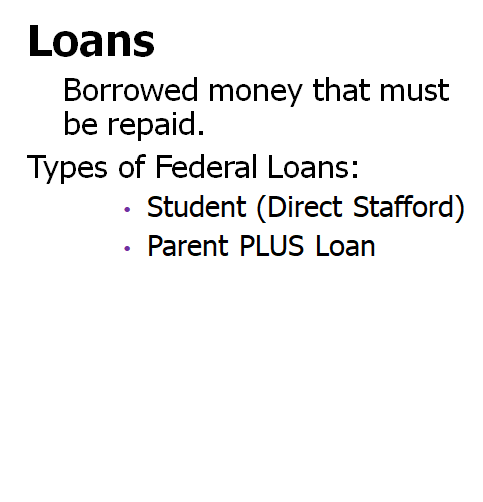 Loans
Borrowed money that must
be repaid.
Types of Federal Loans:
• Student (Direct Stafford)
• Parent PLUS Loan